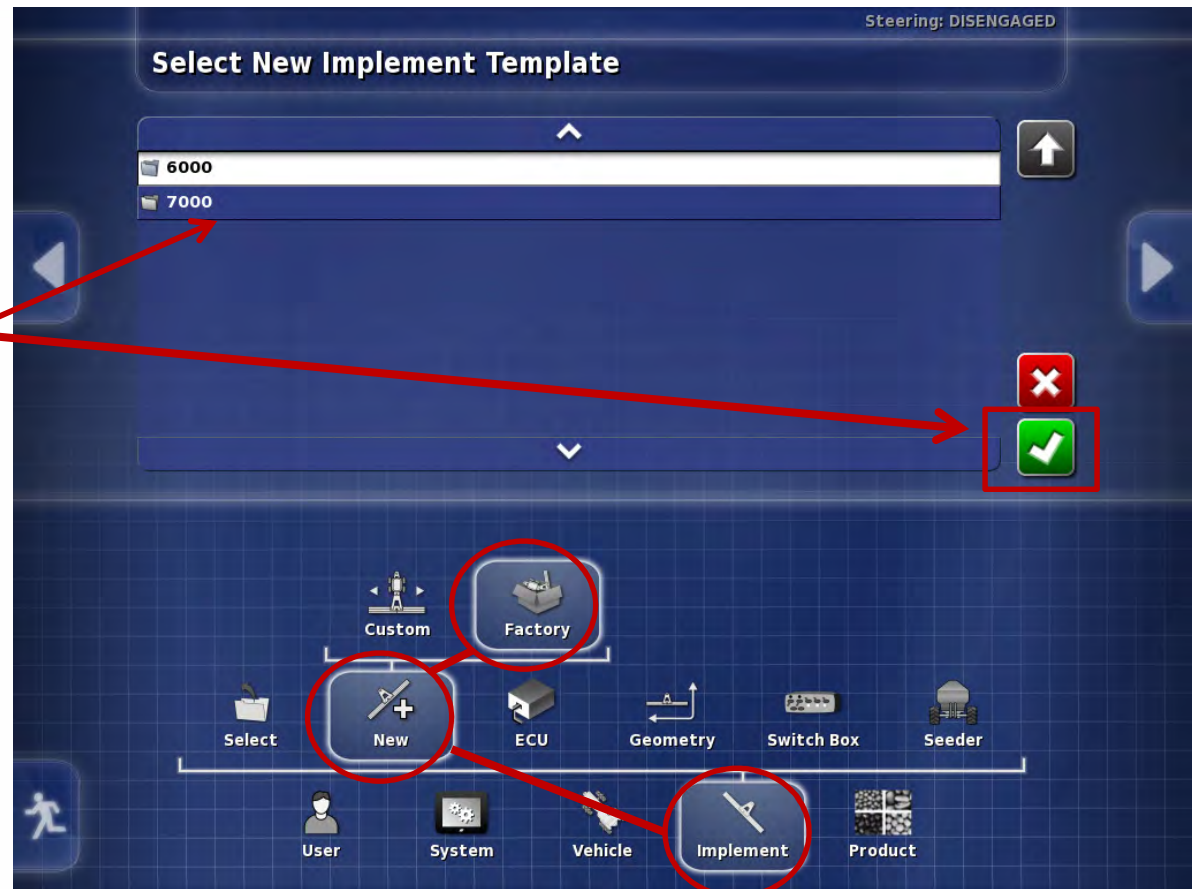 Steering: DISENGAGED
Select New Implement Template
6000
7000
Custom Factory
Select New ECU Geometry Switch Box Seeder
User System Vehicle Implement Product